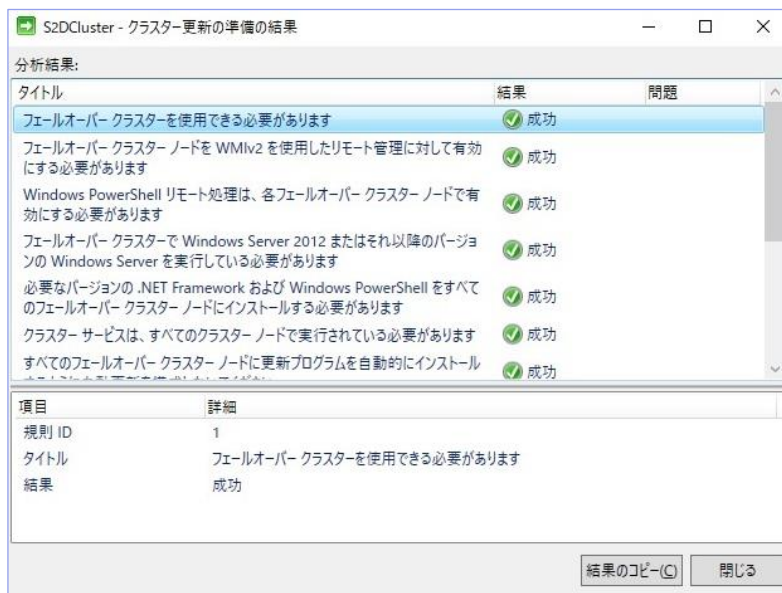 S2DCluster - クラスター更新の準備の結果
分析結果:
タイトル 結果 問題
フェールオーバー クラスターを使用できる必要があります 成功
フェールオーバー クラスター ノードを WMIv2 を使用したリモート管理に対して有効
にする必要があります 成功
Windows PowerShell リモート処理は、各フェールオーバー クラスター ノードで有
効にする必要があります 成功
フェールオーバー クラスターで Windows Server 2012 またはそれ以降のバージョ
ンの Windows Server を実行している必要があります 成功
必要なバージョンの .NET Framework および Windows PowerShell をすべて
のフェールオーバー クラスター ノードにインストールする必要があります 成功
クラスター サービスは、すべてのクラスター ノードで実行されている必要があります 成功
すべてのフェールオーバー クラスター ノードに更新プログラムを自動的にインストール 成功
項目 詳細
規則 ID 1
タイトル フェールオーバー クラスターを使用できる必要があります
結果 成功
結果のコピー(C) 閉じる